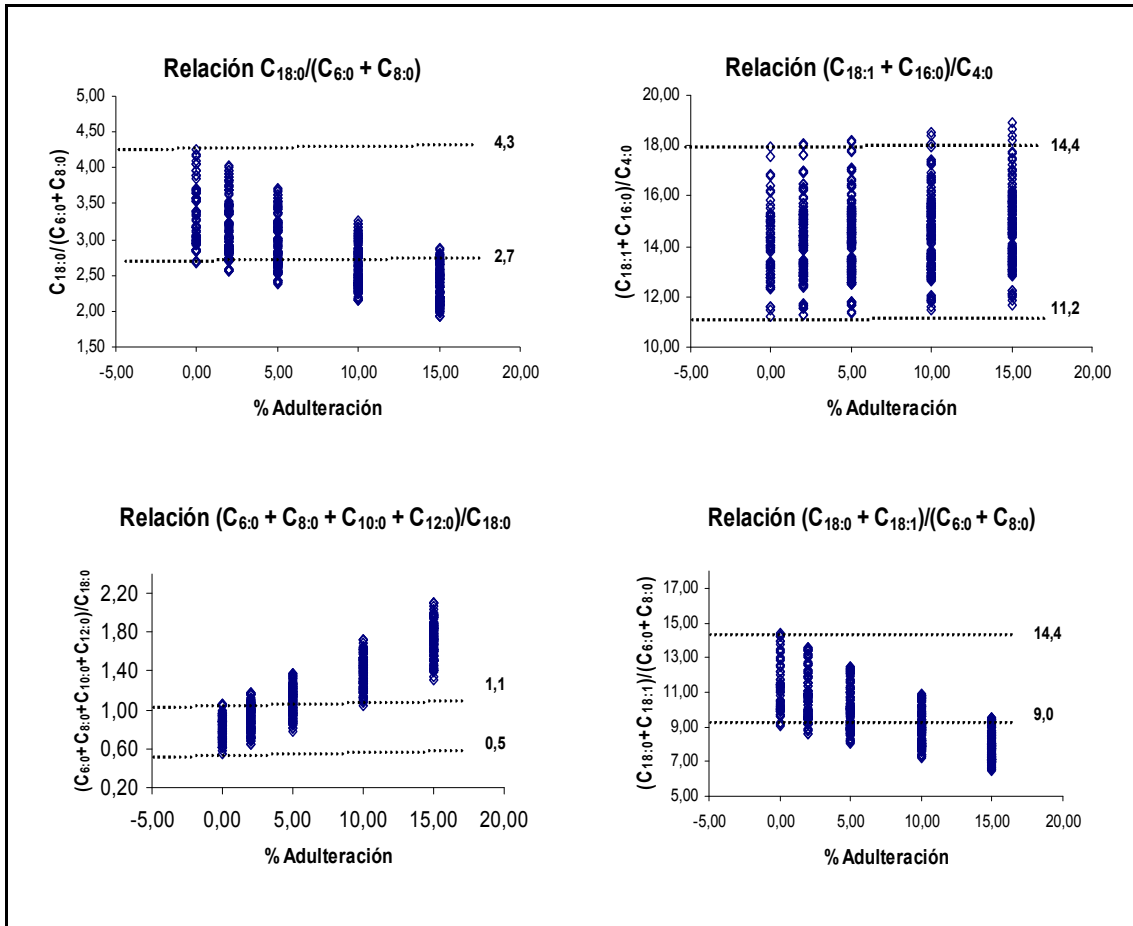 Relación C18:0/(C6:0 + C8:0)
C18:0/(C6:0 + C8:0)
5,00
4,50
4,00
3,50
3,00
2,50
2,00
1,50
4,3
2,7
-5,00 0,00 5,00 10,00 15,00 20,00
% Adulteración
Relación (C18:1 + C16:0)/C4:0
(C18:1 + C16:0)/C4:0
20,00
18,00
16,00
14,00
12,00
10,00
14,4
11,2
-5,00 0,00 5,00 10,00 15,00 20,00
% Adulteración
Relación (C6:0 + C8:0 + C10:0 + C12:0)/C18:0
(C6:0 + C8:0 + C10:0 + C12:0)/C18:0
2,20
1,80
1,40
1,00
0,60
0,20
1,1
0,5
-5,00 0,00 5,00 10,00 15,00 20,00
% Adulteración
Relación (C18:0 + C18:1)/(C6:0 + C8:0)
(C18:0 + C18:1)/(C6:0 + C8:0)
17,00
15,00
13,00
11,00
9,00
7,00
5,00
14,4
9,0
-5,00 0,00 5,00 10,00 15,00 20,00
% Adulteración